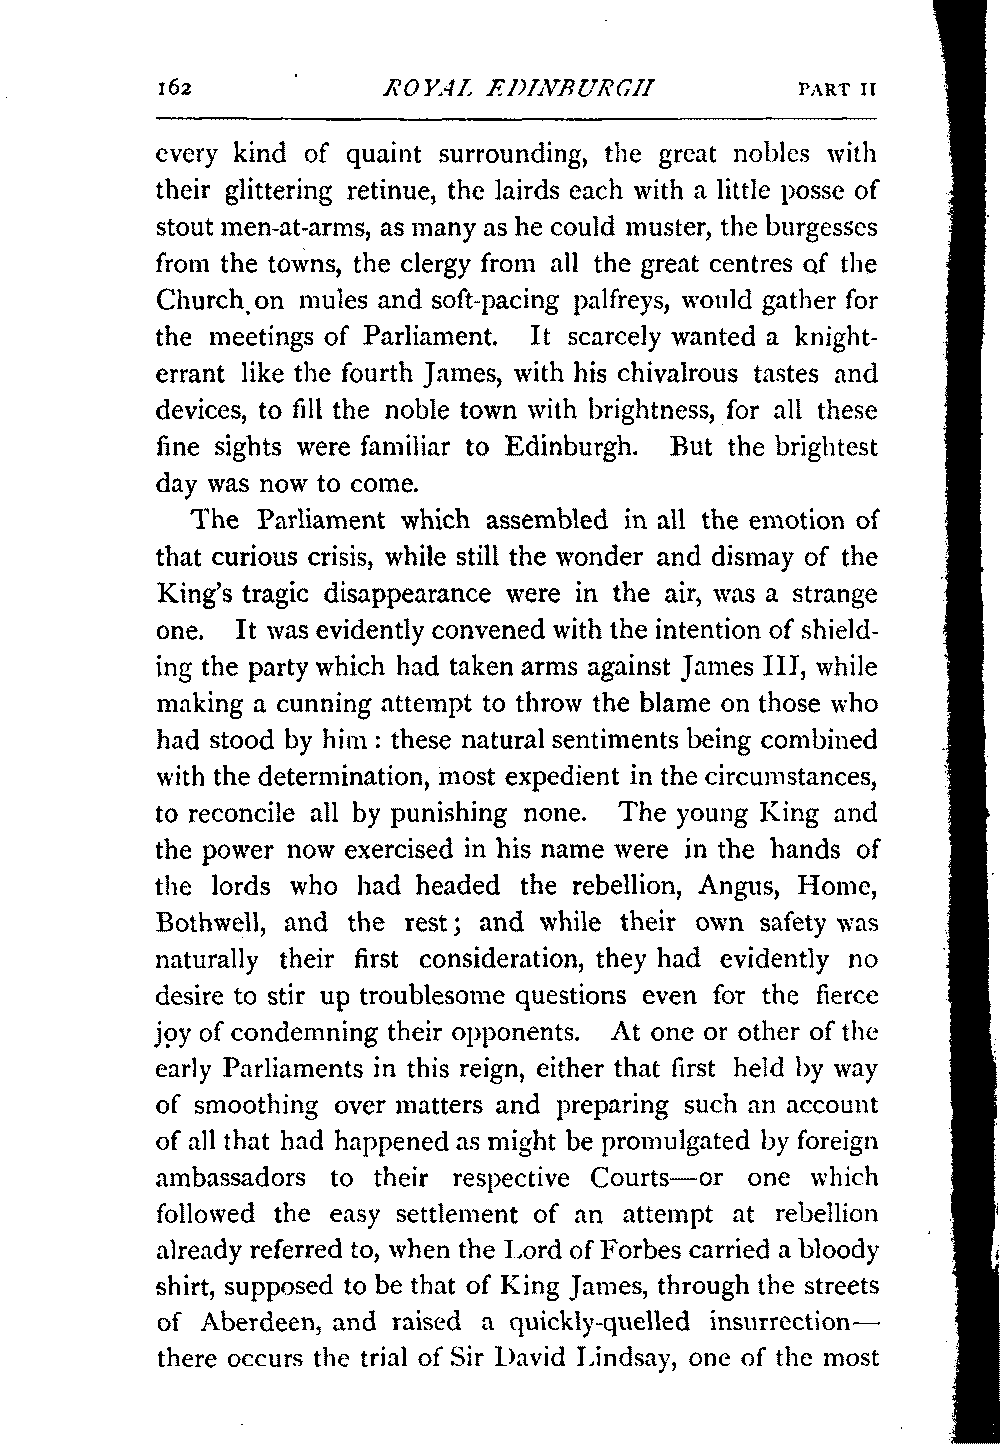 162 ROYAL EDINBURGH PART II
every kind of quaint surrounding, the great nobles with
their glittering retinue, the lairds each with a little posse of
stout men-at-arms, as many as he could muster, the burgesses
from the towns, the clergy from all the great centres of the
Church on mules and soft-pacing palfreys, would gather for
the meetings of Parliament. It scarcely wanted a knight-
errant like the fourth James, with his chivalrous tastes and
devices, to fill the noble town with brightness, for all these
fine sights were familiar to Edinburgh. But the brightest
day was now to come.
The Parliament which assembled in all the emotion of
that curious crisis, while still the wonder and dismay of the
King's tragic disappearance were in the air, was a strange
one. It was evidently convened with the intention of shield-
ing the party which had taken arms against James III, while
making a cunning attempt to throw the blame on those who
had stood by him : these natural sentiments being combined
with the determination, most expedient in the circumstances,
to reconcile all by punishing none. The young King and
the power now exercised in his name were in the hands of
the lords who had headed the rebellion, Angus, Home,
Bothwell, and the rest; and while their own safety was
naturally their first consideration, they had evidently no
desire to stir up troublesome questions even for the fierce
joy of condemning their opponents. At one or other of the
early Parliaments in this reign, either that first held by way
of smoothing over matters and preparing such an account
of all that had happened as might be promulgated by foreign
ambassadors to their respective Courts—or one which
followed the easy settlement of an attempt at rebellion
already referred to, when the Lord of Forbes carried a bloody
shirt, supposed to be that of King James, through the streets
of Aberdeen, and raised a quickly-quelled insurrection—
there occurs the trial of Sir David Lindsay, one of the most